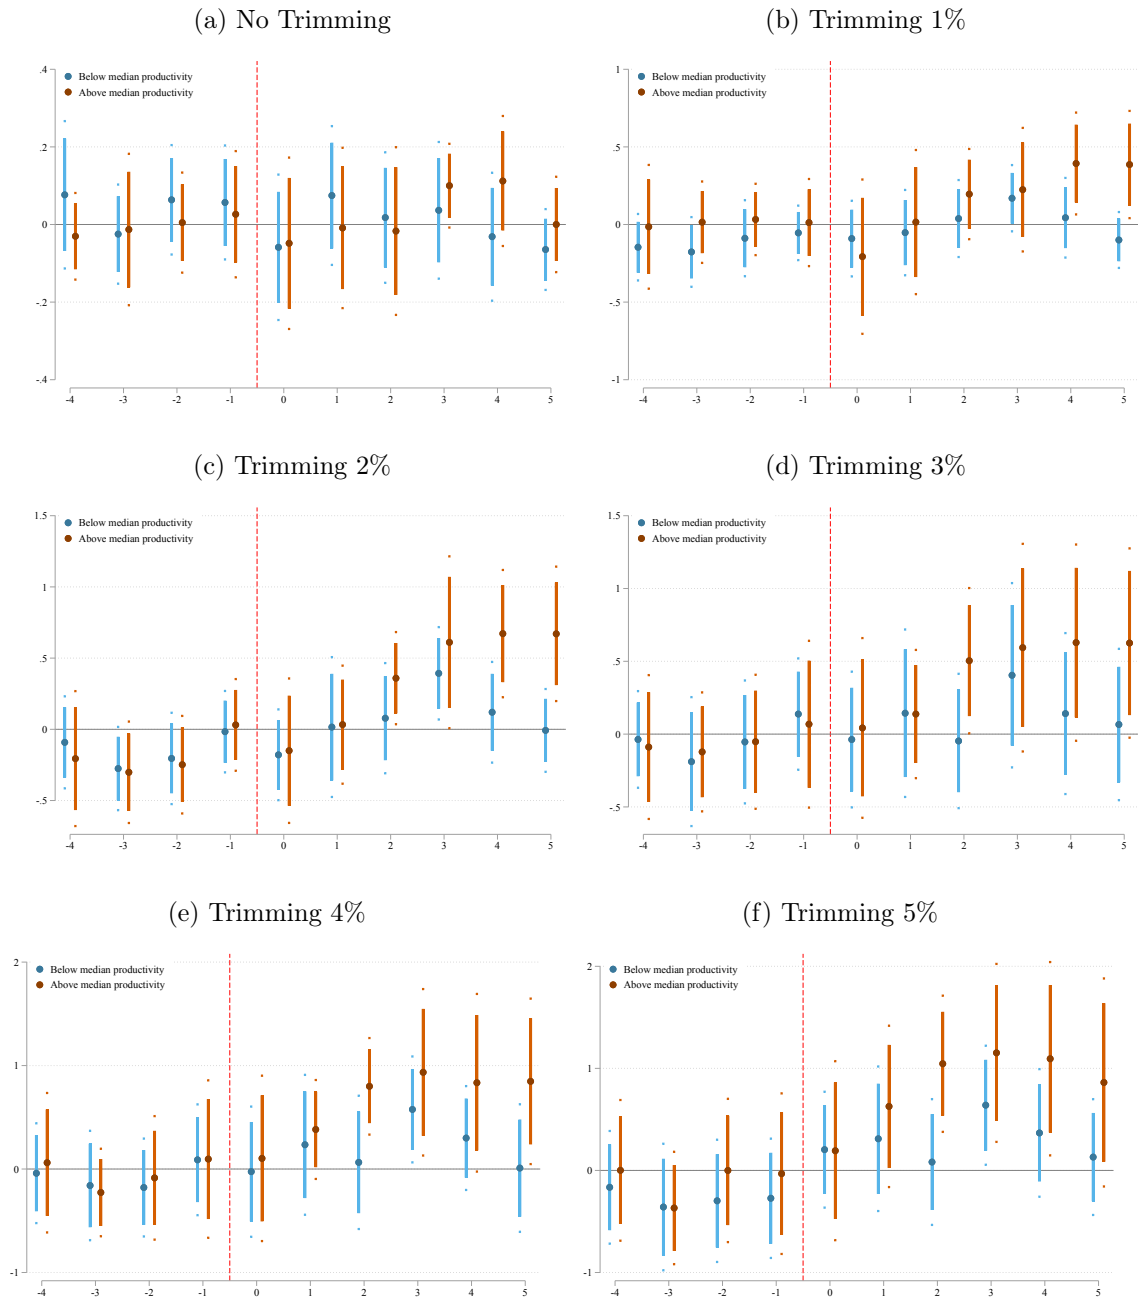 (a) No Trimming
.4
.2
0
-.2
-.4
Below median productivity
Above median productivity
-4 -3 -2 -1 0 1 2 3 4 5
(b) Trimming 1%
1
.5
0
-.5
-1
Below median productivity
Above median productivity
-4 -3 -2 -1 0 1 2 3 4 5
(c) Trimming 2%
1.5
1
.5
0
-.5
Below median productivity
Above median productivity
-4 -3 -2 -1 0 1 2 3 4 5
(d) Trimming 3%
1.5
1
.5
0
-.5
Below median productivity
Above median productivity
-4 -3 -2 -1 0 1 2 3 4 5
(e) Trimming 4%
2
1
0
-1
Below median productivity
Above median productivity
-4 -3 -2 -1 0 1 2 3 4 5
(f) Trimming 5%
2
1
0
-1
Below median productivity
Above median productivity
-4 -3 -2 -1 0 1 2 3 4 5